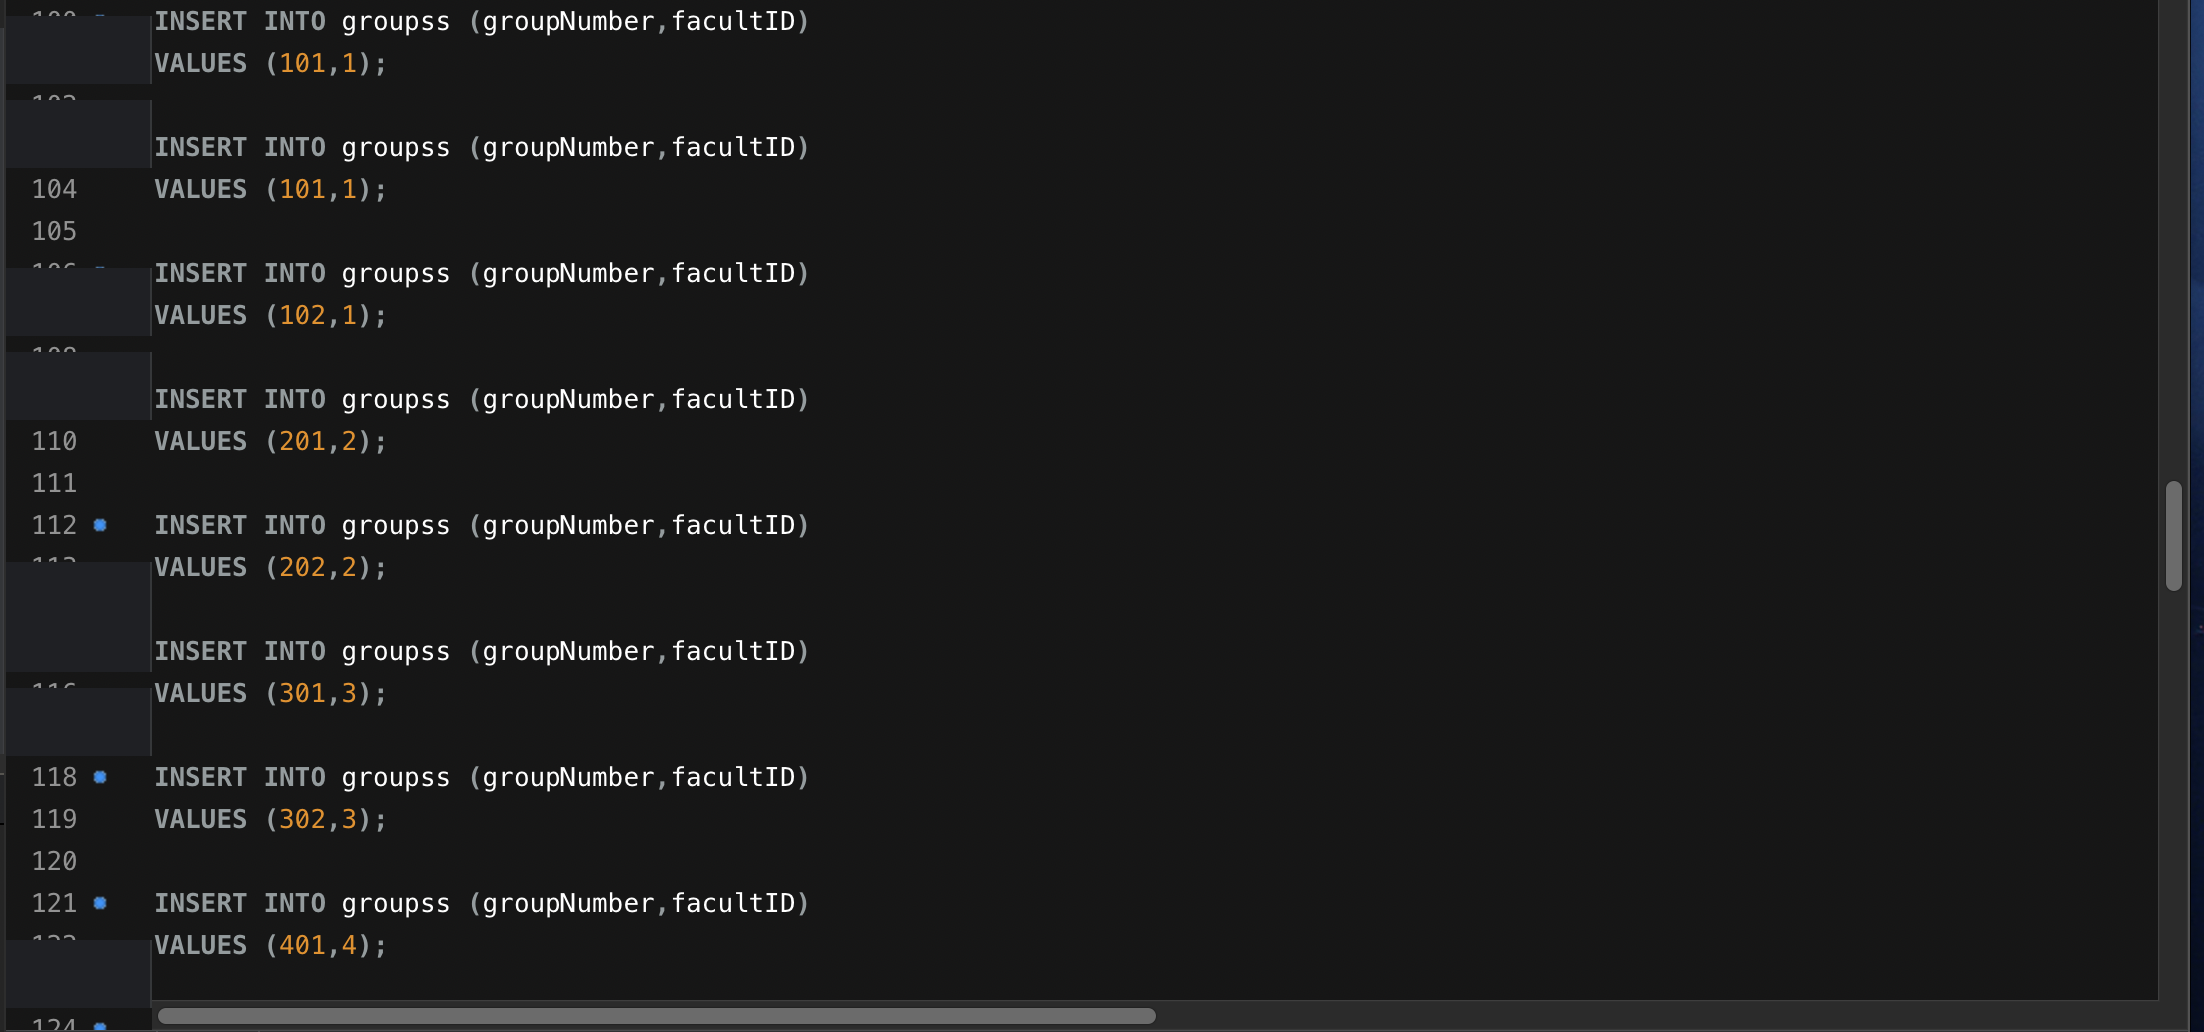 INSERT INTO groupss (groupNumber,facultID)
VALUES (101,1);
INSERT INTO groupss (groupNumber,facultID)
104 VALUES (101,1);
105
INSERT INTO groupss (groupNumber,facultID)
VALUES (102,1);
INSERT INTO groupss (groupNumber,facultID)
110 VALUES (201,2);
111
112 INSERT INTO groupss (groupNumber,facultID)
VALUES (202,2);
INSERT INTO groupss (groupNumber,facultID)
VALUES (301,3);
118 INSERT INTO groupss (groupNumber,facultID)
119 VALUES (302,3);
120
121 INSERT INTO groupss (groupNumber,facultID)
VALUES (401,4);
124